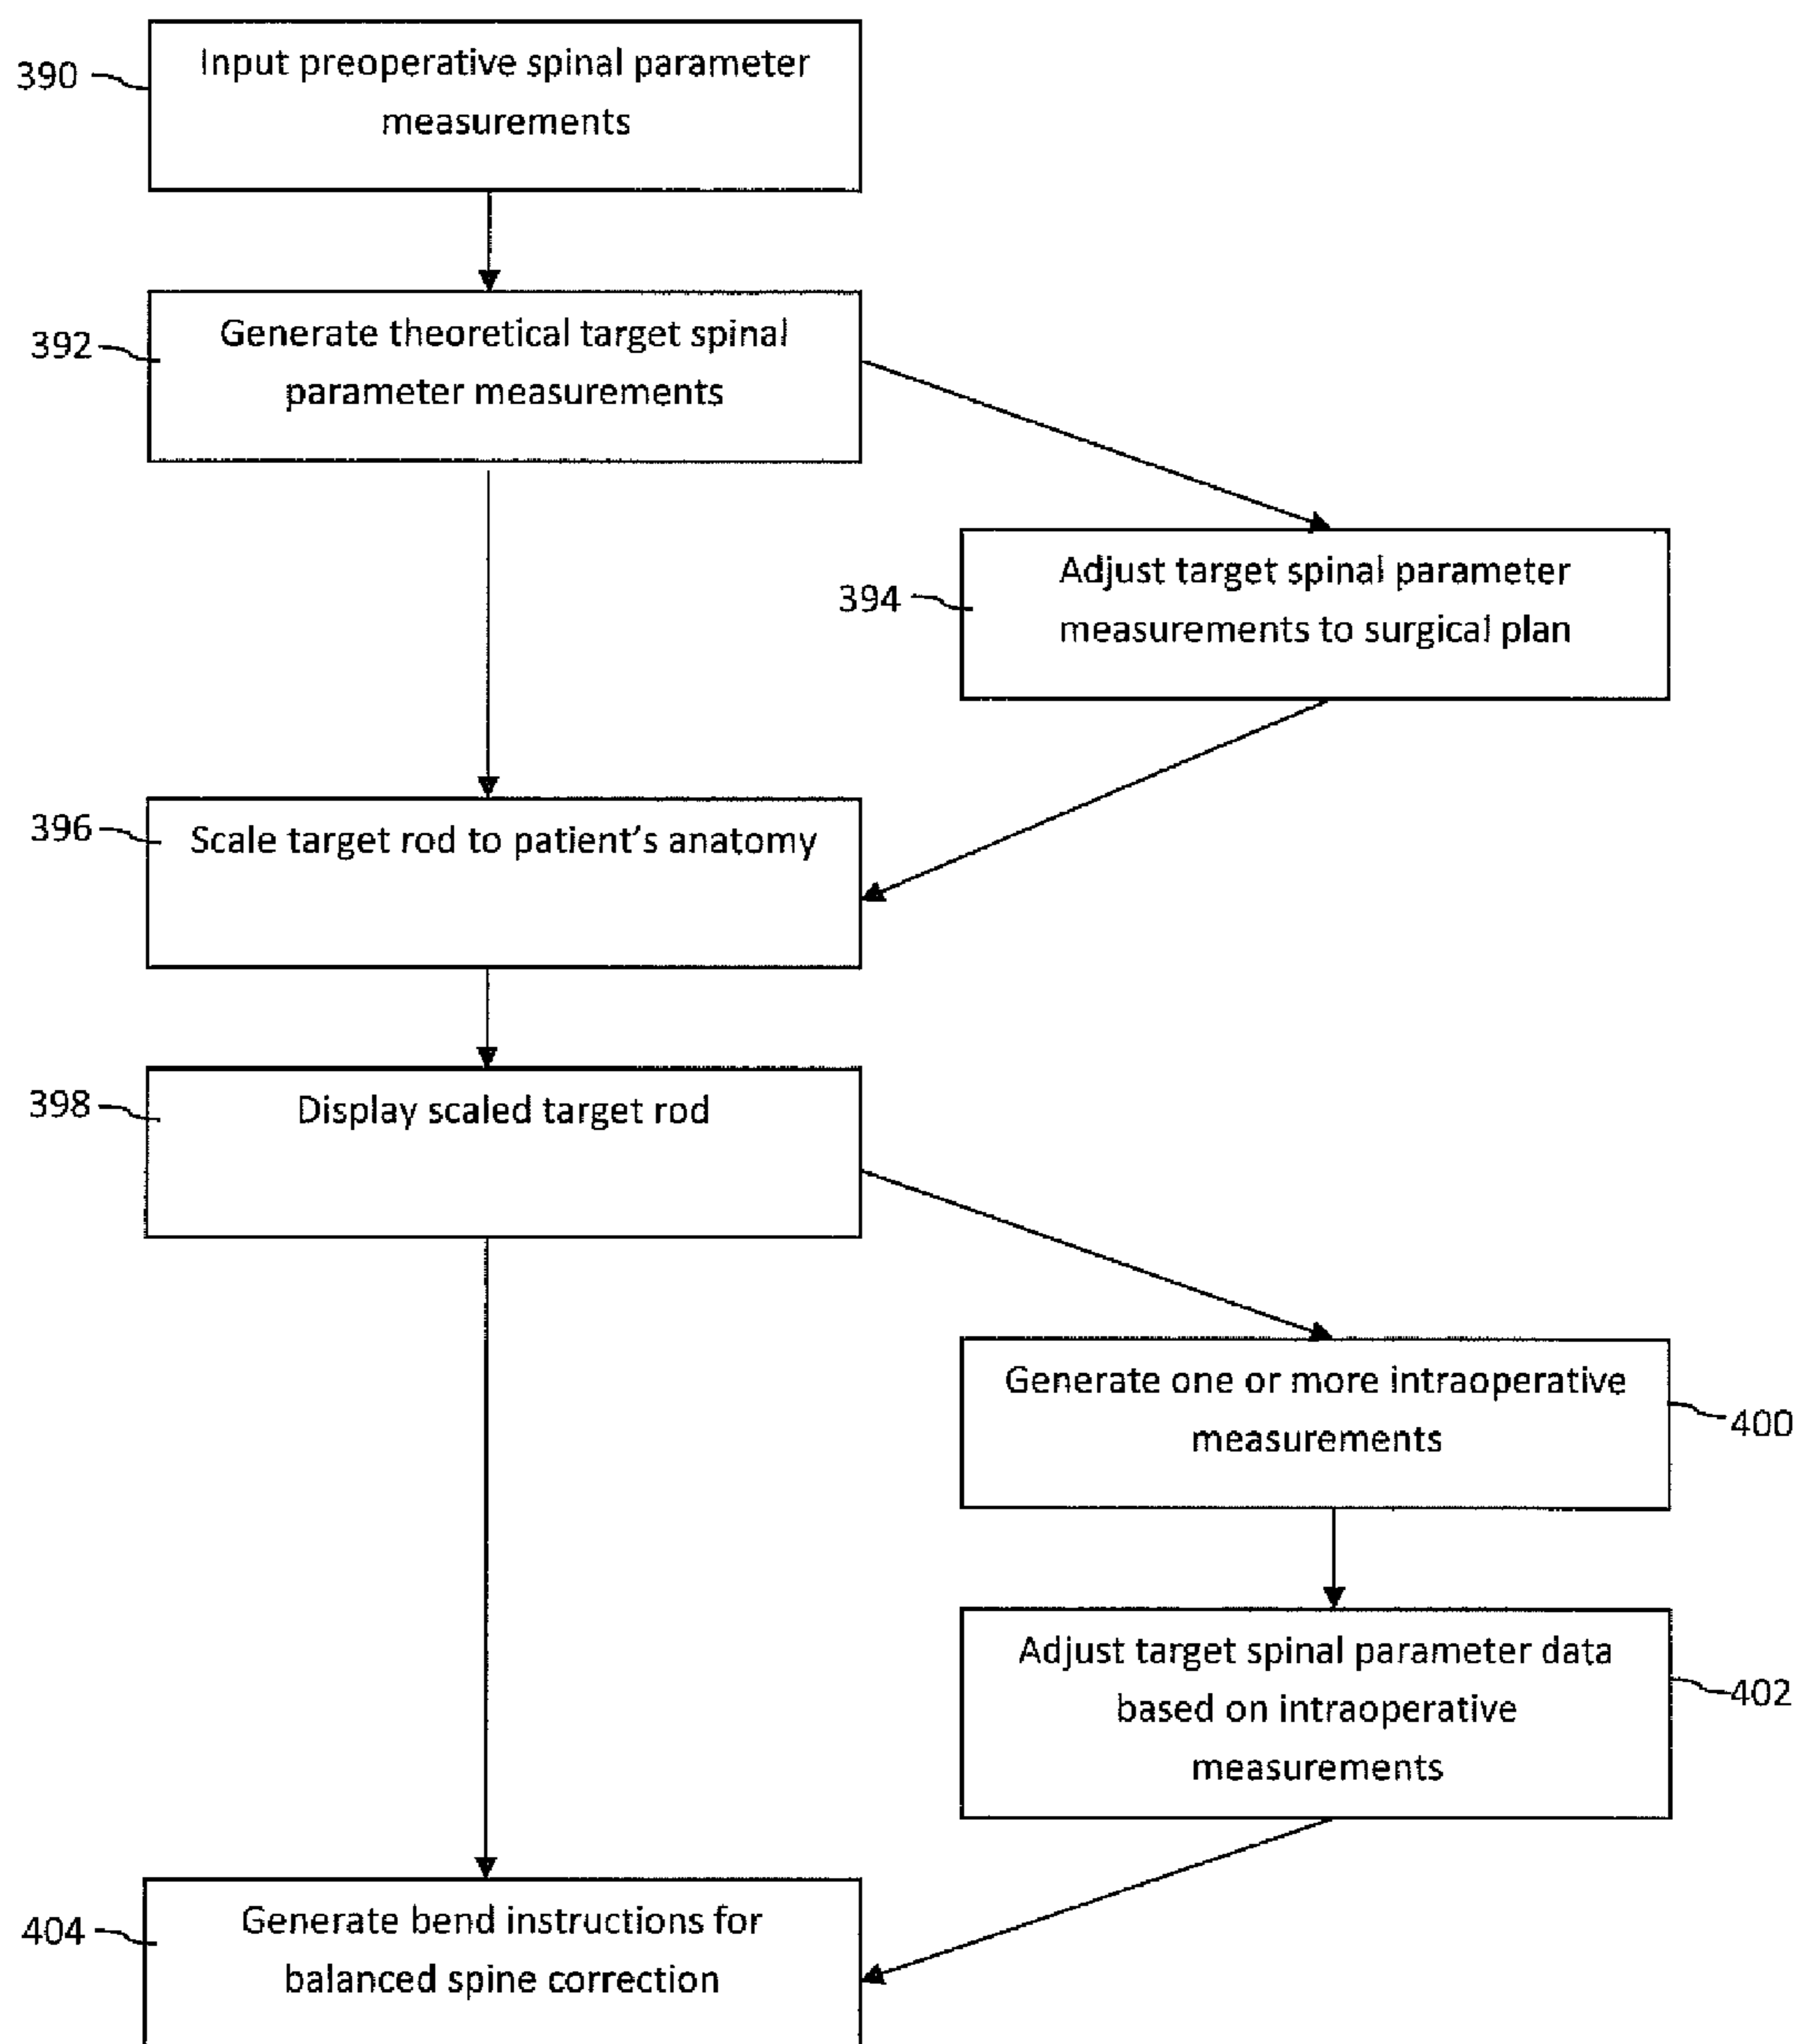 390
Input preoperative spinal parameter
measurements
392
Generate theoretical target spinal
parameter measurements
394
Adjust target spinal parameter
measurements to surgical plan
396
Scale target rod to patient's anatomy
398
Display scaled target rod
Generate one or more intraoperative
measurements
400
Adjust target spinal parameter data
based on intraoperative
measurements
402
404
Generate bend instructions for
balanced spine correction